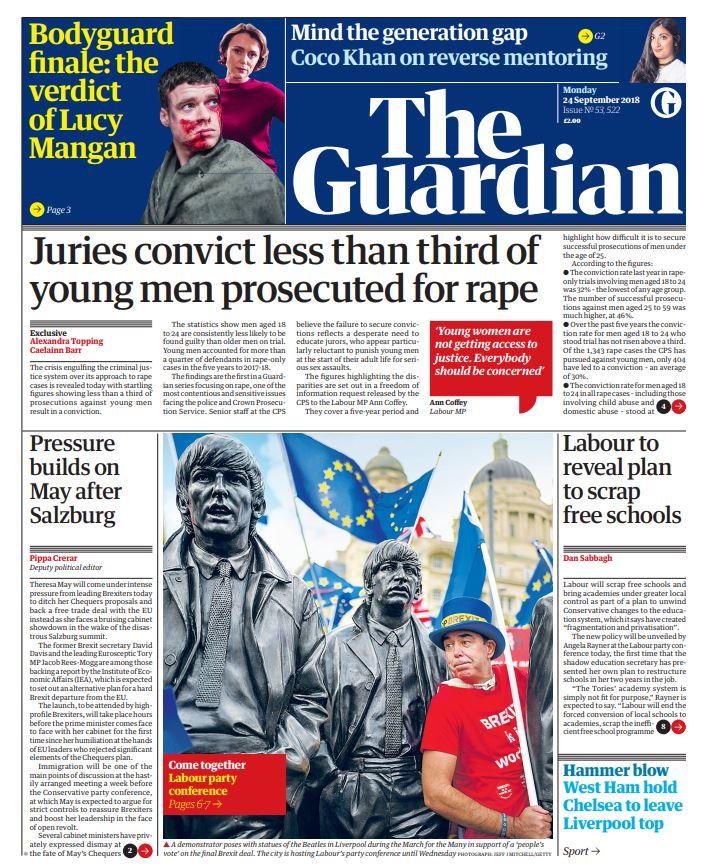 Bodyguard
finale: the
verdict
of Lucy
Mangan
Page 3
Mind the generation gap
G2
Coco Khan on reverse mentoring
Monday
24 September 2018
Issue № 53,522
£2.00
The
Guardian
Juries convict less than third of
young men prosecuted for rape
Exclusive
Alexandra Topping
Caelainn Barr
The crisis engulfing the criminal jus-
tice system over its approach to rape
cases is revealed today with startling
figures showing less than a third of
prosecutions against young men
result in a conviction.
The statistics show men aged 18
to 24 are consistently less likely to be
found guilty than older men on trial.
Young men accounted for more than
a quarter of defendants in rape-only
cases in the five years to 2017-18.
The findings are the first in a Guard-
ian series focusing on rape, one of the
most contentious and sensitive issues
facing the police and Crown Prosecu-
tion Service. Senior staff at the CPS
believe the failure to secure convic-
tions reflects a desperate need to
educate jurors, who appear partic-
ularly reluctant to punish young men
at the start of their adult life for seri-
ous sex assaults.
The figures highlighting the dis-
parities are set out in a freedom of
information request released by the
CPS to the Labour MP Ann Coffey.
They cover a five-year period and
‘Young women are
not getting access to
justice. Everybody
should be concerned’
Ann Coffey
Labour MP
highlight how difficult it is to secure
successful prosecutions of men under
the age of 25.
According to the figures:
● The conviction rate last year in rape-
only trials involving men aged 18 to 24
was 32% - the lowest of any age group.
The number of successful prosecu-
tions against men aged 25 to 59 was
much higher, at 46%.
● Over the past five years the convic-
tion rate for men aged 18 to 24 who
stood trial has not risen above a third.
Of the 1,343 rape cases the CPS has
pursued against young men, only 404
have led to a conviction - an average
of 30%.
● The conviction rate for men aged 18
to 24 in all rape cases - including those
involving child abuse and
domestic abuse - stood at
4
Pressure
builds on
May after
Salzburg
Pippa Crerar
Deputy political editor
Theresa May will come under intense
pressure from leading Brexiters today
to ditch her Chequers proposals and
back a free trade deal with the EU
instead as she faces a bruising cabinet
showdown in the wake of the disas-
trous Salzburg summit.
The former Brexit secretary David
Davis and the leading Eurosceptic Tory
MP Jacob Rees-Mogg are among those
backing a report by the Institute of Eco-
nomic Affairs (IEA), which is expected
to set out an alternative plan for a hard
Brexit departure from the EU.
The launch, to be attended by high-
profile Brexiters, will take place hours
before the prime minister comes face
to face with her cabinet for the first
time since her humiliation at the hands
of EU leaders who rejected significant
elements of the Chequers plan.
Immigration will be one of the
main points of discussion at the hast-
ily arranged meeting a week before
the Conservative party conference,
at which May is expected to argue for
strict controls to reassure Brexiters
and boost her leadership in the face
of open revolt.
Several cabinet ministers have priv-
ately expressed dismay at
the fate of May's Chequers
2
BREXIT
BREX
Come together
Labour party
conference
Pages 6-7
▲ A demonstrator poses with statues of the Beatles in Liverpool during the March for the Many in support of a ‘people's
vote’ on the final Brexit deal. The city is hosting Labour's party conference until Wednesday PHOTOGRAPH: JEFF J MITCHELL/GETTY
Labour to
reveal plan
to scrap
free schools
Dan Sabbagh
Labour will scrap free schools and
bring academies under greater local
control as part of a plan to unwind
Conservative changes to the educa-
tion system, which it says have created
“fragmentation and privatisation”.
The new policy will be unveiled by
Angela Rayner at the Labour party con-
ference today, the first time that the
shadow education secretary has pre-
sented her own plan to restructure
schools in her two years in the job.
“The Tories' academy system is
simply not fit for purpose,” Rayner is
expected to say. “Labour will end the
forced conversion of local schools to
academies, scrap the ineffi-
cient free school programme
8
Hammer blow
West Ham hold
Chelsea to leave
Liverpool top
Sport